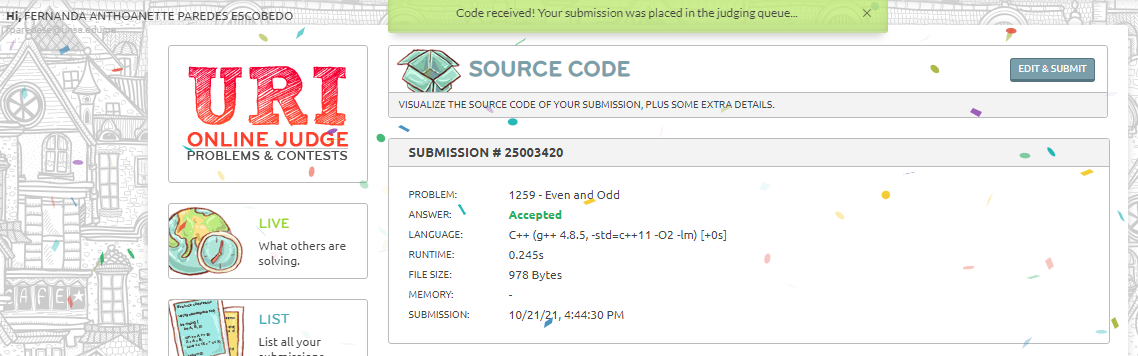 Hi, FERNANDA ANTHOANETTE PAREDES ESCOBEDO
Code received! Your submission was placed in the judging queue...
×
URI
ONLINE JUDGE
PROBLEMS & CONTESTS
SOURCE CODE
EDIT & SUBMIT
VISUALIZE THE SOURCE CODE OF YOUR SUBMISSION, PLUS SOME EXTRA DETAILS.
SUBMISSION # 25003420
PROBLEM: 1259 - Even and Odd
ANSWER: Accepted
LANGUAGE: C++ (g++ 4.8.5, -std=c++11 -O2 -lm) [+0s]
RUNTIME: 0.245s
FILE SIZE: 978 Bytes
MEMORY: -
SUBMISSION: 10/21/21, 4:44:30 PM
LIVE
What others are
solving.
LIST
List all your
submissions
CAFE